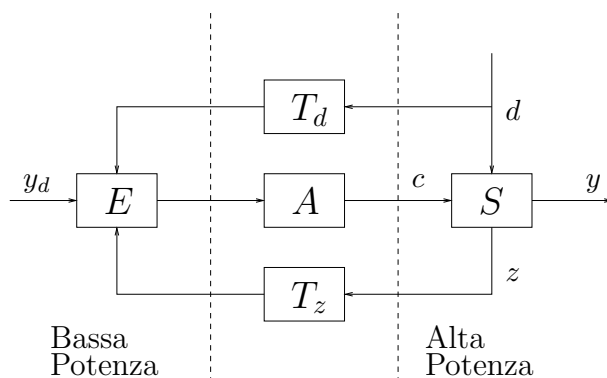 T_d
d
y_d
E
A
c
S
y
T_z
z
Bassa
Potenza
Alta
Potenza